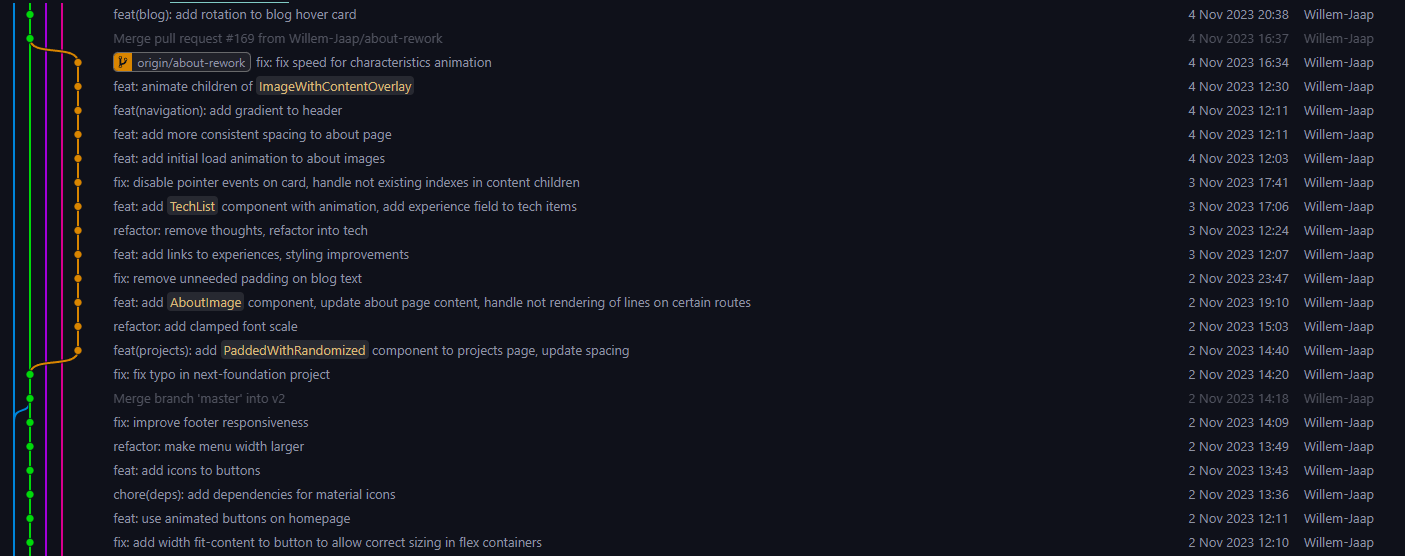 feat(blog): add rotation to blog hover card 4 Nov 2023 20:38 Willem-Jaap
Merge pull request #169 from Willem-Jaap/about-rework 4 Nov 2023 16:37 Willem-Jaap
origin/about-rework fix: fix speed for characteristics animation 4 Nov 2023 16:34 Willem-Jaap
feat: animate children of ImageWithContentOverlay 4 Nov 2023 12:30 Willem-Jaap
feat(navigation): add gradient to header 4 Nov 2023 12:11 Willem-Jaap
feat: add more consistent spacing to about page 4 Nov 2023 12:11 Willem-Jaap
feat: add initial load animation to about images 4 Nov 2023 12:03 Willem-Jaap
fix: disable pointer events on card, handle not existing indexes in content children 3 Nov 2023 17:41 Willem-Jaap
feat: add TechList component with animation, add experience field to tech items 3 Nov 2023 17:06 Willem-Jaap
refactor: remove thoughts, refactor into tech 3 Nov 2023 12:24 Willem-Jaap
feat: add links to experiences, styling improvements 3 Nov 2023 12:07 Willem-Jaap
fix: remove unneeded padding on blog text 2 Nov 2023 23:47 Willem-Jaap
feat: add AboutImage component, update about page content, handle not rendering of lines on certain routes 2 Nov 2023 19:10 Willem-Jaap
refactor: add clamped font scale 2 Nov 2023 15:03 Willem-Jaap
feat(projects): add PaddedWithRandomized component to projects page, update spacing 2 Nov 2023 14:40 Willem-Jaap
fix: fix typo in next-foundation project 2 Nov 2023 14:20 Willem-Jaap
Merge branch 'master' into v2 2 Nov 2023 14:18 Willem-Jaap
fix: improve footer responsiveness 2 Nov 2023 14:09 Willem-Jaap
refactor: make menu width larger 2 Nov 2023 13:49 Willem-Jaap
feat: add icons to buttons 2 Nov 2023 13:43 Willem-Jaap
chore(deps): add dependencies for material icons 2 Nov 2023 13:36 Willem-Jaap
feat: use animated buttons on homepage 2 Nov 2023 12:11 Willem-Jaap
fix: add width fit-content to button to allow correct sizing in flex containers 2 Nov 2023 12:10 Willem-Jaap